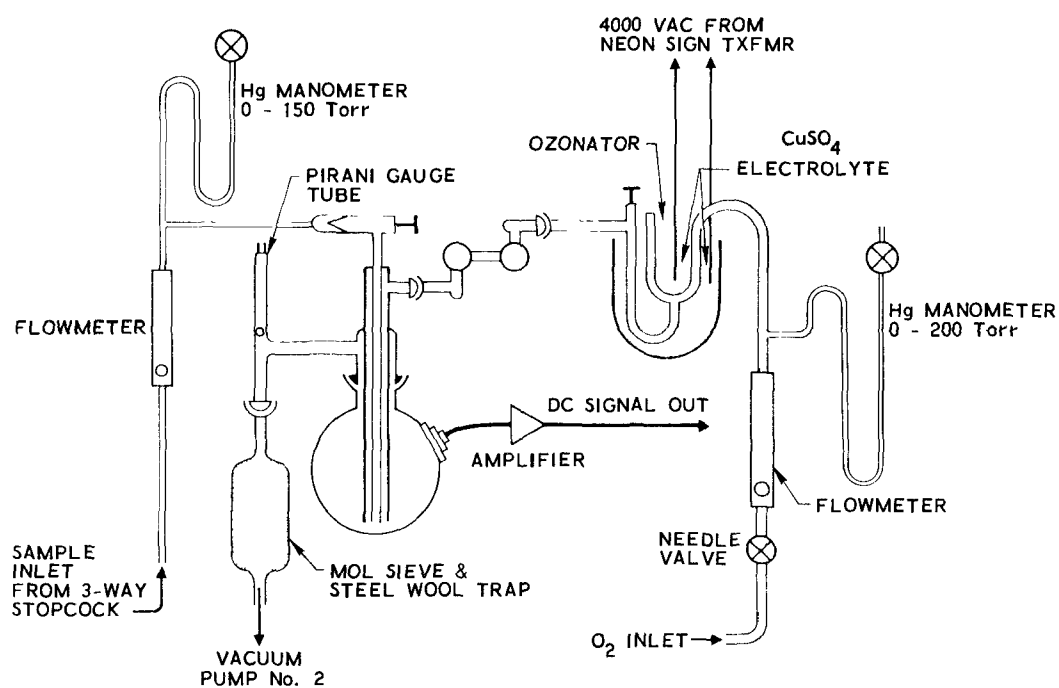 4000 VAC FROM
NEON SIGN TXFMR
Hg MANOMETER
0 - 150 Torr
OZONATOR
CuSO4
ELECTROLYTE
PIRANI GAUGE
TUBE
FLOWMETER
Hg MANOMETER
0 - 200 Torr
DC SIGNAL OUT
AMPLIFIER
FLOWMETER
NEEDLE
VALVE
SAMPLE
INLET
FROM 3-WAY
STOPCOCK
MOL SIEVE &
STEEL WOOL TRAP
O2 INLET
VACUUM
PUMP No. 2